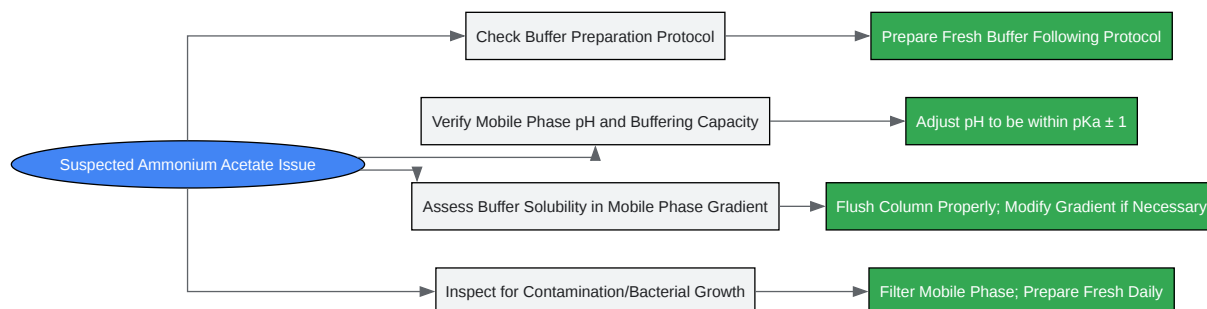 Check Buffer Preparation Protocol
Prepare Fresh Buffer Following Protocol
Verify Mobile Phase pH and Buffering Capacity
Adjust pH to be within pKa ± 1
Suspected Ammonium Acetate Issue
Assess Buffer Solubility in Mobile Phase Gradient
Flush Column Properly; Modify Gradient if Necessary
Inspect for Contamination/Bacterial Growth
Filter Mobile Phase; Prepare Fresh Daily